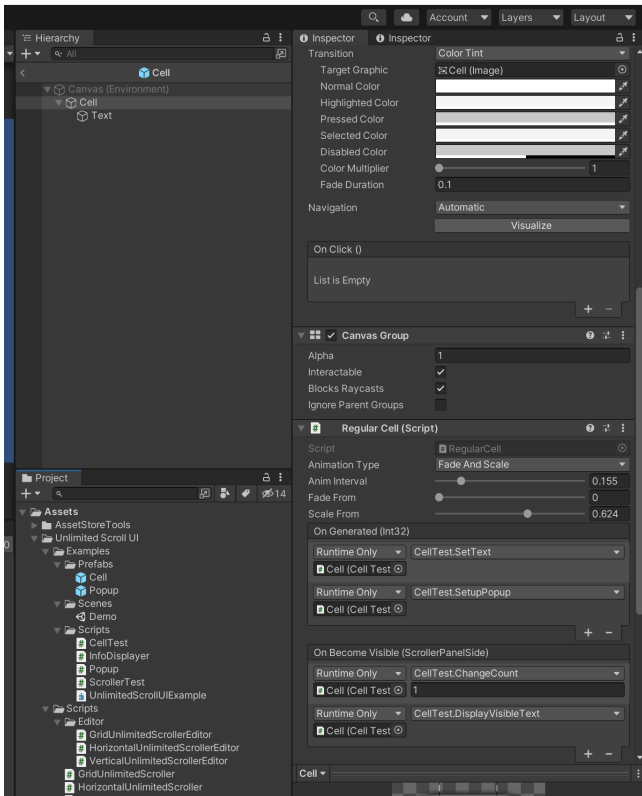 Account
Layers
Layout
Hierarchy
All
Cell
Canvas (Environment)
Cell
Text
Inspector
Inspector
Transition
Color Tint
Target Graphic
Cell (Image)
Normal Color
Highlighted Color
Pressed Color
Selected Color
Disabled Color
Color Multiplier
1
Fade Duration
0.1
Navigation
Automatic
Visualize
On Click ()
List is Empty
Canvas Group
Alpha
1
Interactable
Blocks Raycasts
Ignore Parent Groups
Regular Cell (Script)
Script
RegularCell
Animation Type
Fade And Scale
Anim Interval
0.155
Fade From
0
Scale From
0.624
On Generated (Int32)
Runtime Only
CellTest.SetText
Cell (Cell Test
Runtime Only
CellTest.SetupPopup
Cell (Cell Test
On Become Visible (ScrollerPanelSide)
Runtime Only
CellTest.ChangeCount
Cell (Cell Test
1
Runtime Only
CellTest.DisplayVisibleText
Cell (Cell Test
Cell
Project
14
Assets
AssetStoreTools
Unlimited Scroll UI
Examples
Prefabs
Cell
Popup
Scenes
Demo
Scripts
CellTest
InfoDisplayer
Popup
ScrollerTest
UnlimitedScrollUIExample
Scripts
Editor
GridUnlimitedScrollerEditor
HorizontalUnlimitedScrollerEditor
VerticalUnlimitedScrollerEditor
GridUnlimitedScroller
HorizontalUnlimitedScroller